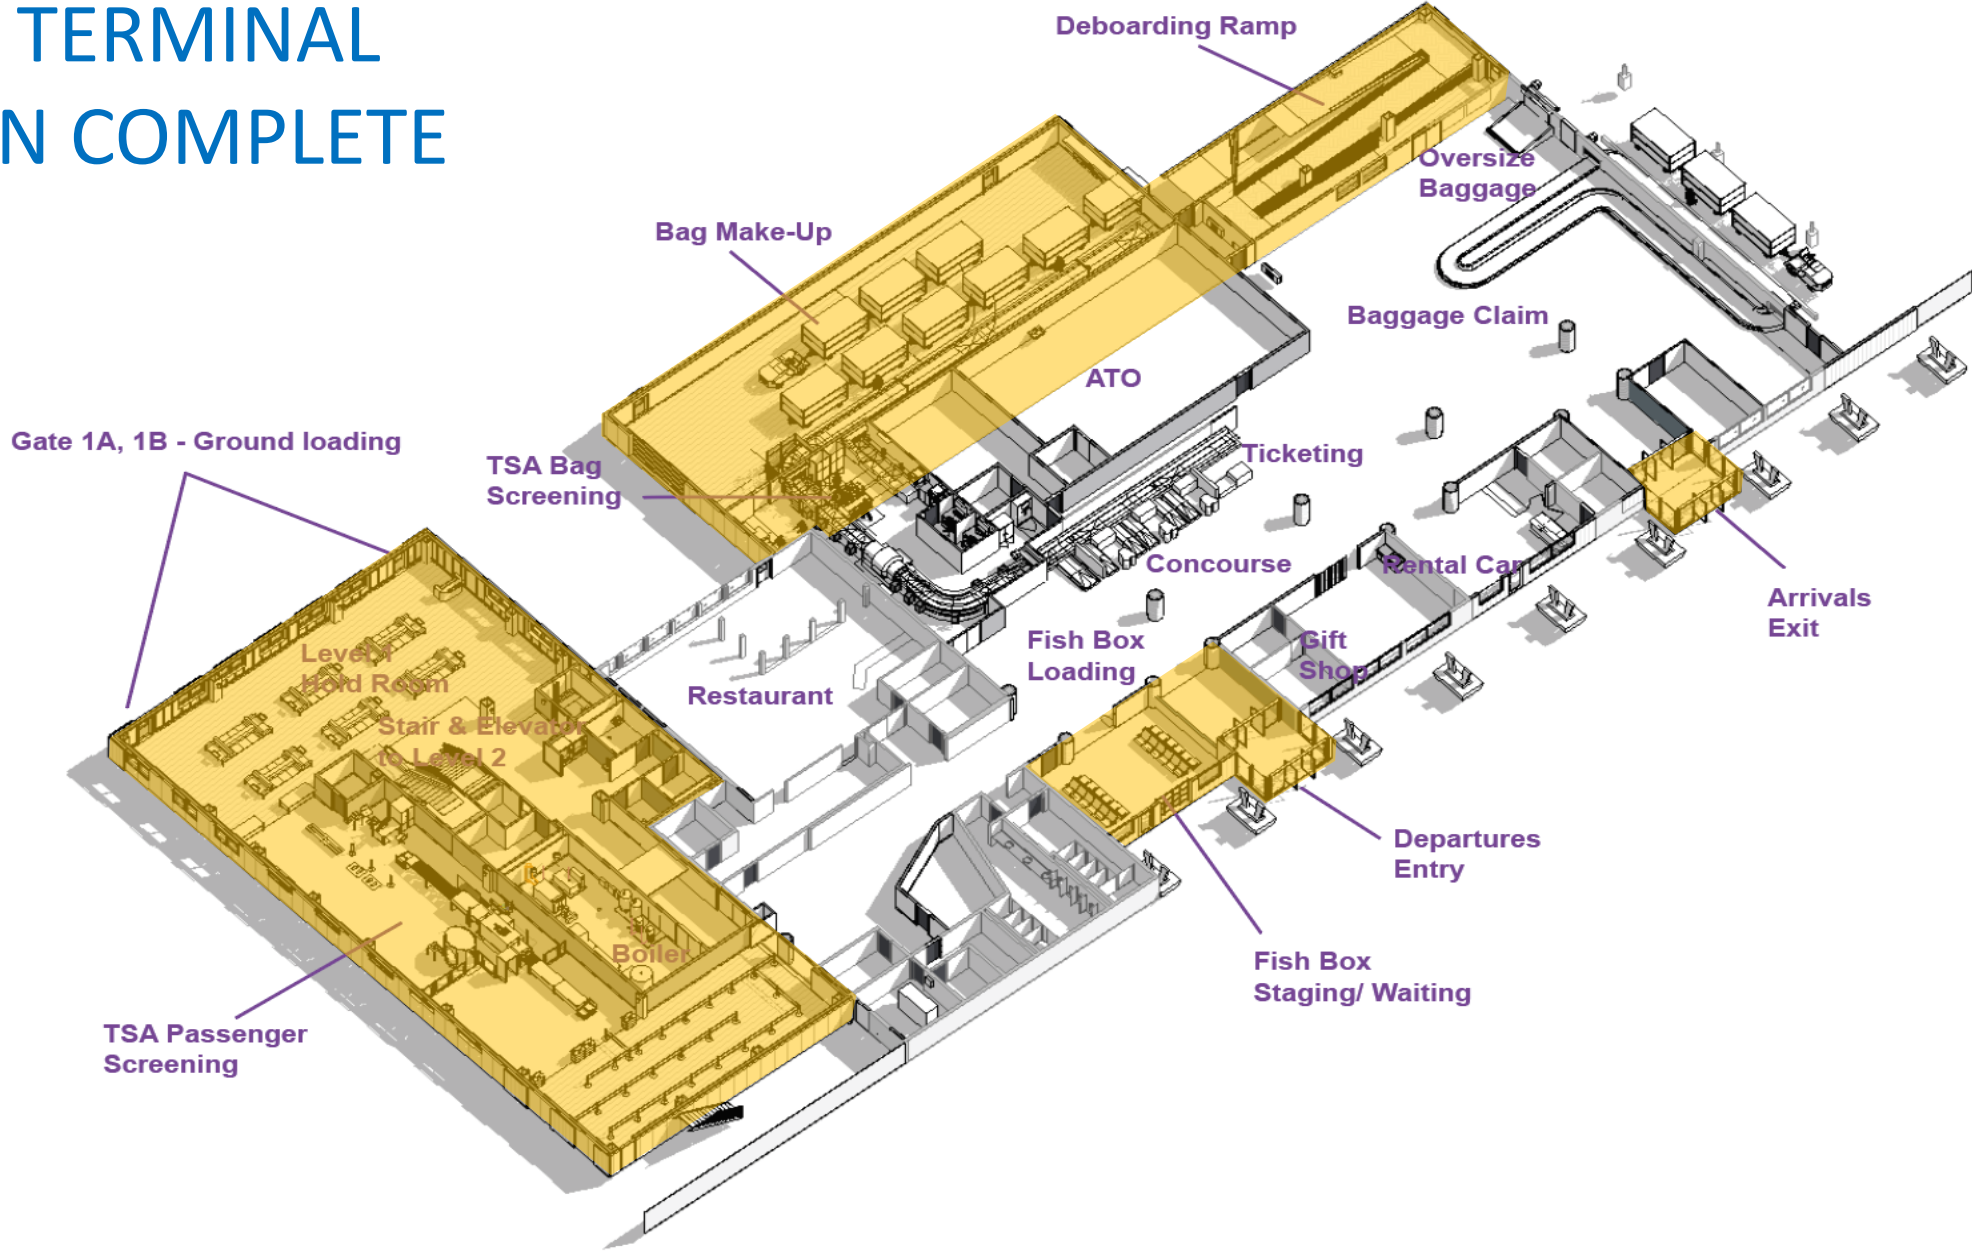 TERMINAL
N COMPLETE
Deboarding Ramp
Oversize
Baggage
Bag Make-Up
Baggage Claim
ATO
Gate 1A, 1B - Ground loading
TSA Bag
Screening
Ticketing
Concourse
Rental Car
Arrivals
Exit
Fish Box
Loading
Gift
Shop
Level 1
Hold Room
Restaurant
Stair & Elevator
to Level 2
Departures
Entry
Boiler
Fish Box
Staging/ Waiting
TSA Passenger
Screening